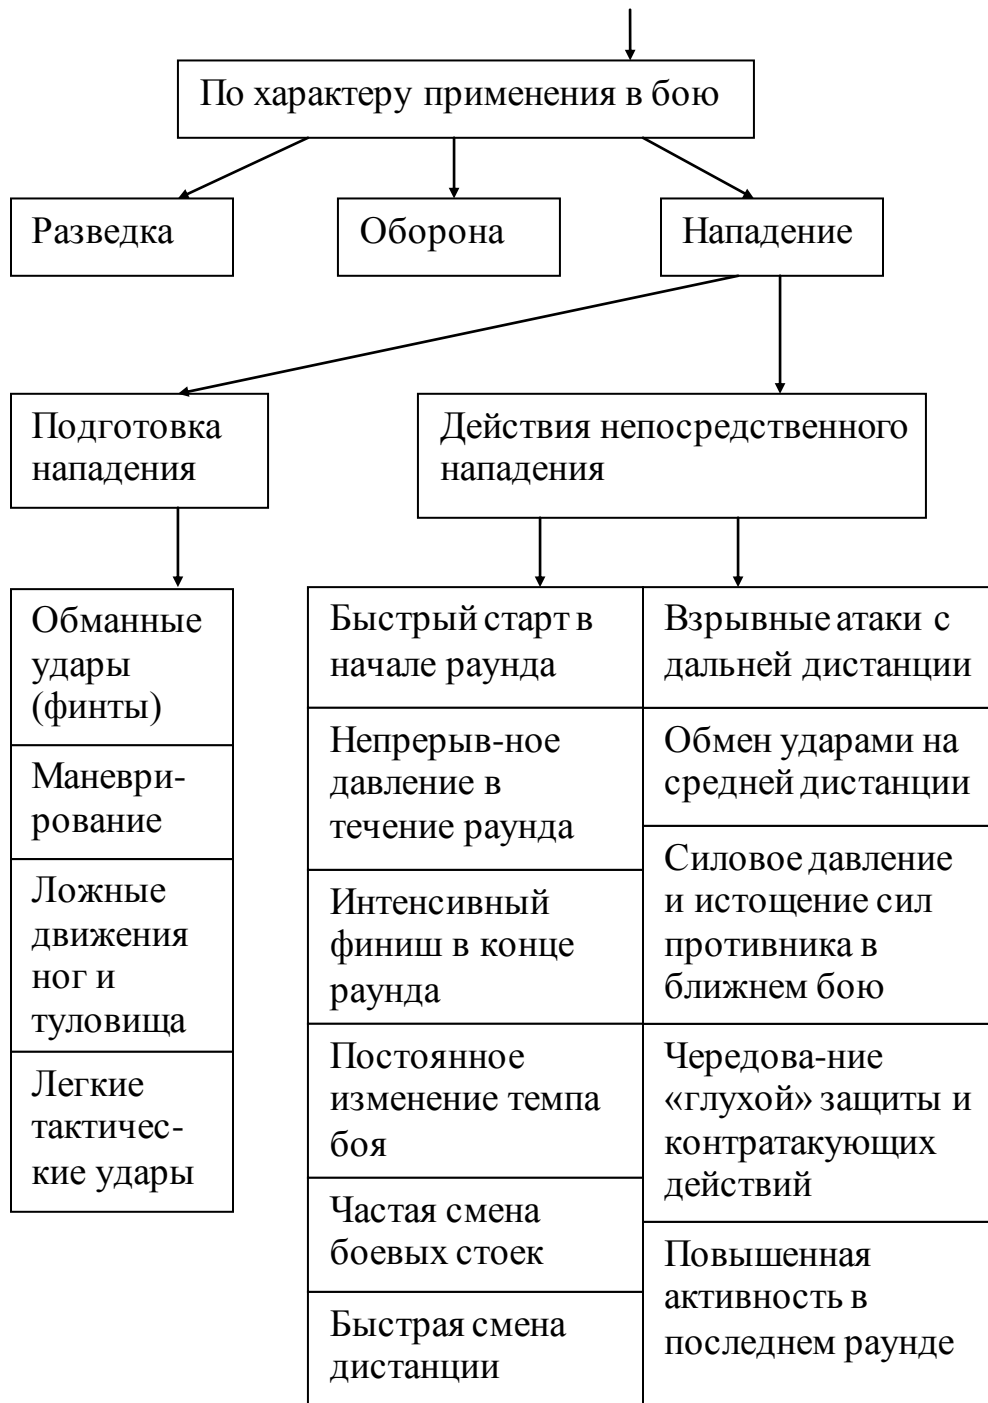 По характеру применения в бою
Разведка
Оборона
Нападение
Подготовка
нападения
Действия непосредственного
нападения
Обманные
удары
(финты)
Маневри-
рование
Ложные
движения
ног и
туловища
Легкие
тактичес-
кие удары
Быстрый старт в
начале раунда
Непрерыв-ное
давление в
течение раунда
Интенсивный
финиш в конце
раунда
Постоянное
изменение темпа
боя
Частая смена
боевых стоек
Быстрая смена
дистанции
Взрывные атаки с
дальней дистанции
Обмен ударами на
средней дистанции
Силовое давление
и истощение сил
противника в
ближнем бою
Чередова-ние
«глухой» защиты и
контратакующих
действий
Повышенная
активность в
последнем раунде